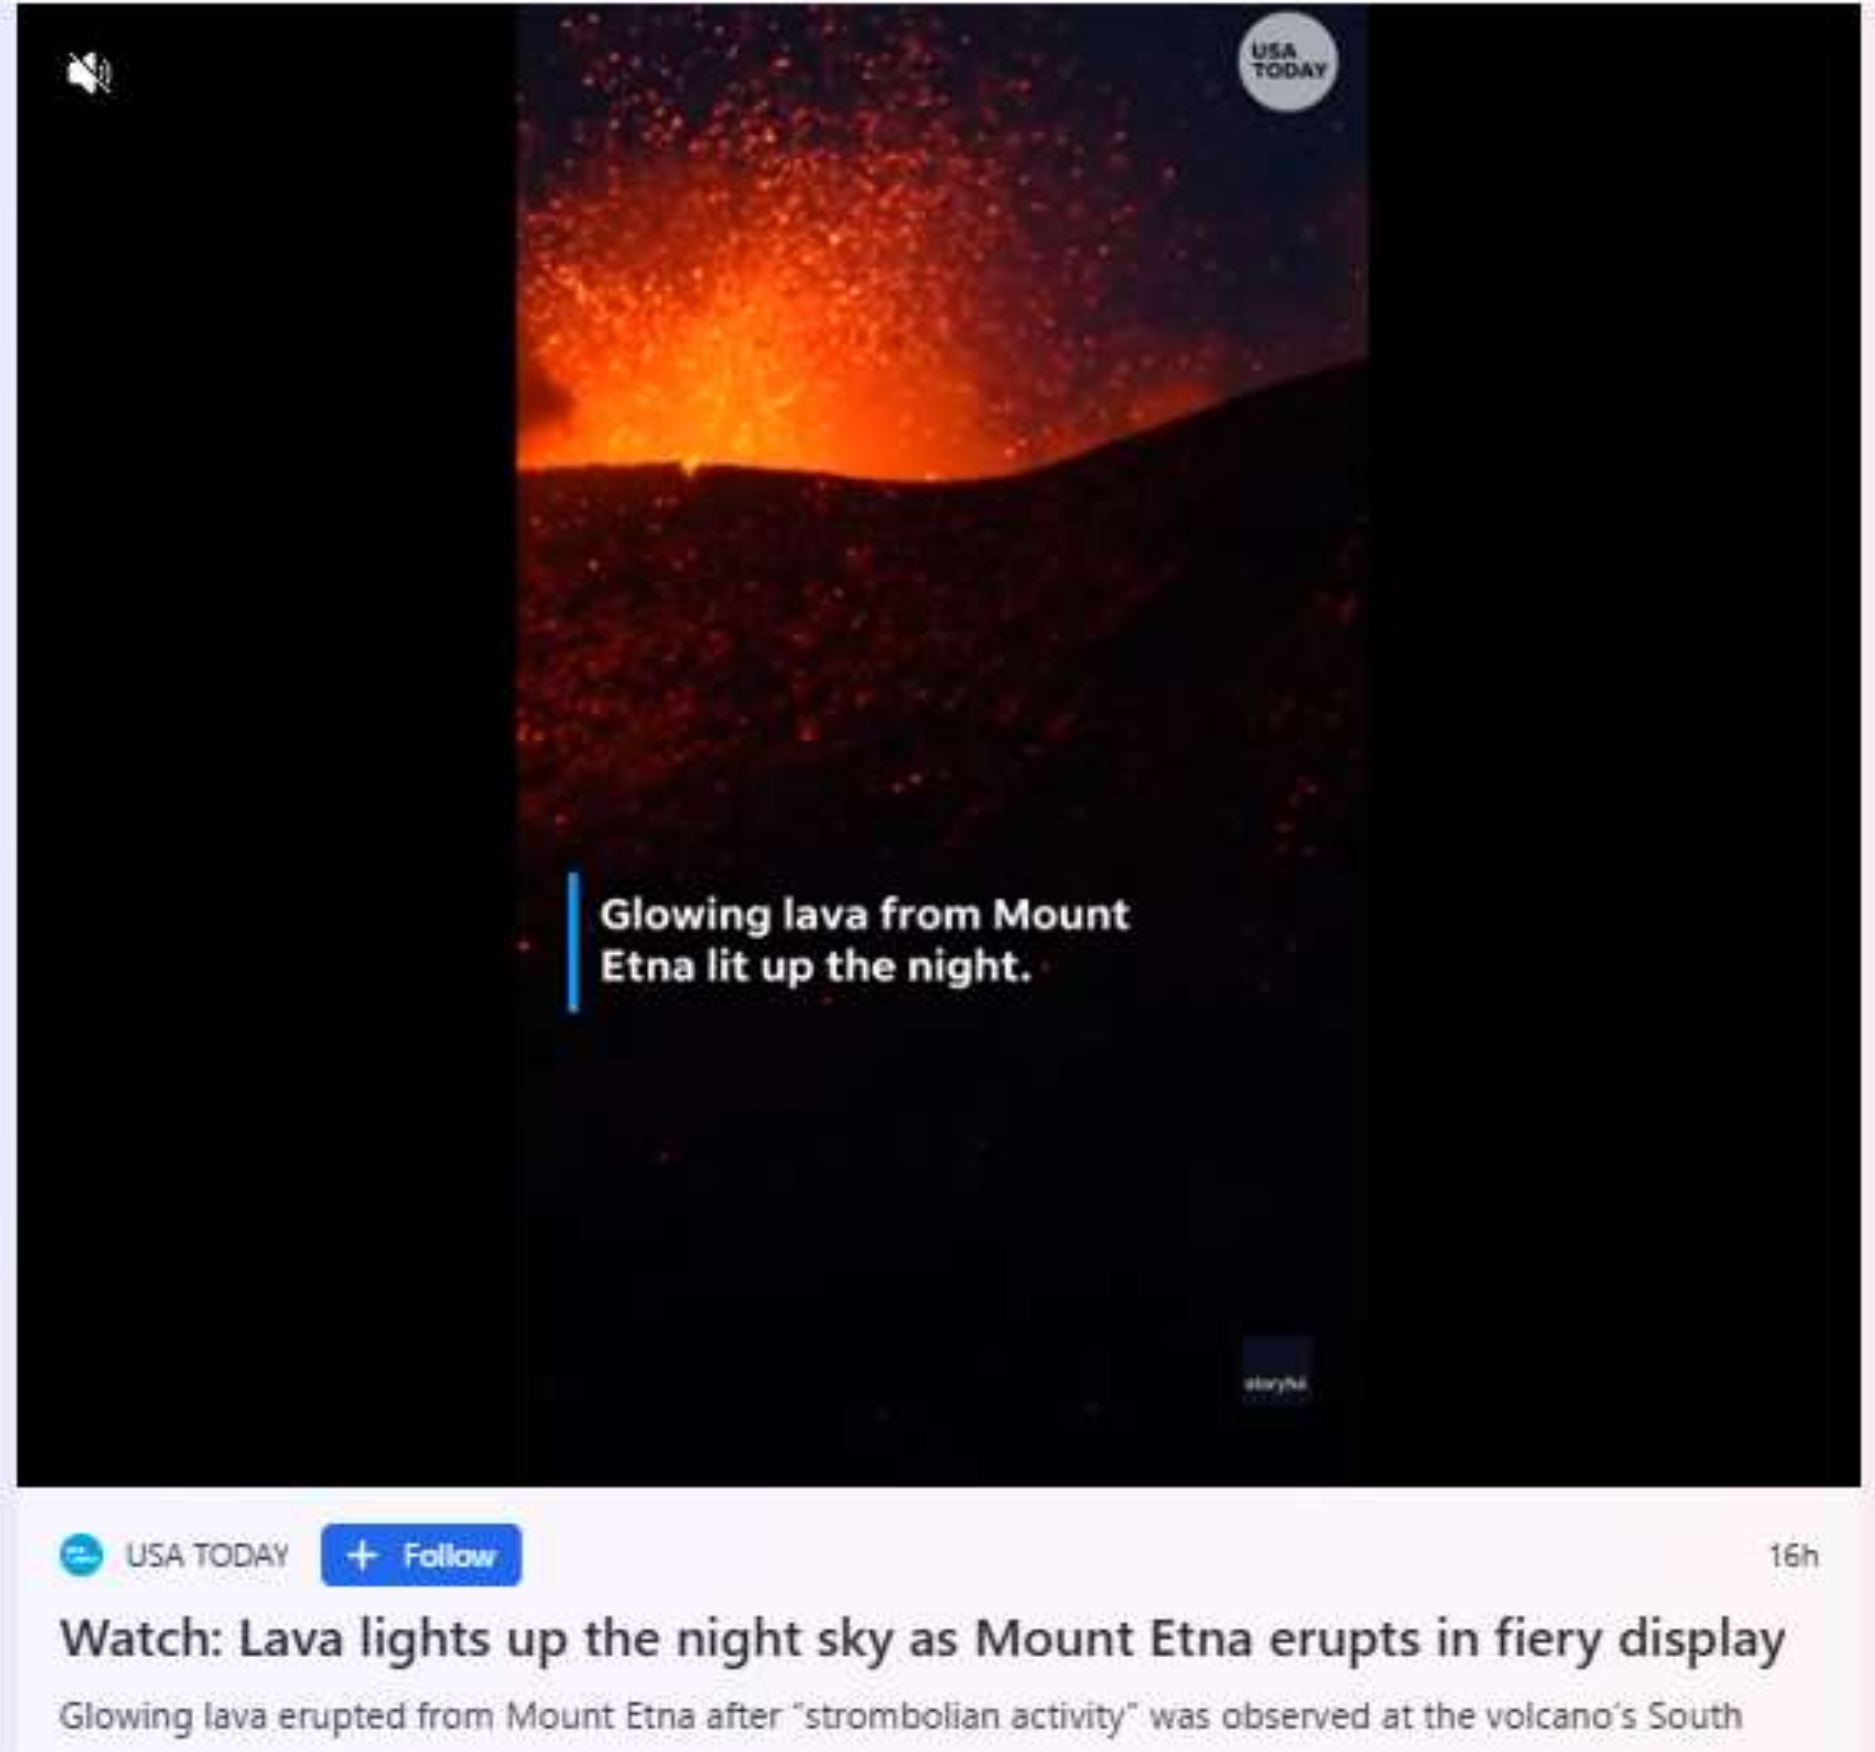 USA
TODAY
Glowing lava from Mount
Etna lit up the night.
storyful
USA TODAY
+ Follow
16h
Watch: Lava lights up the night sky as Mount Etna erupts in fiery display
Glowing lava erupted from Mount Etna after “strombolian activity” was observed at the volcano’s South